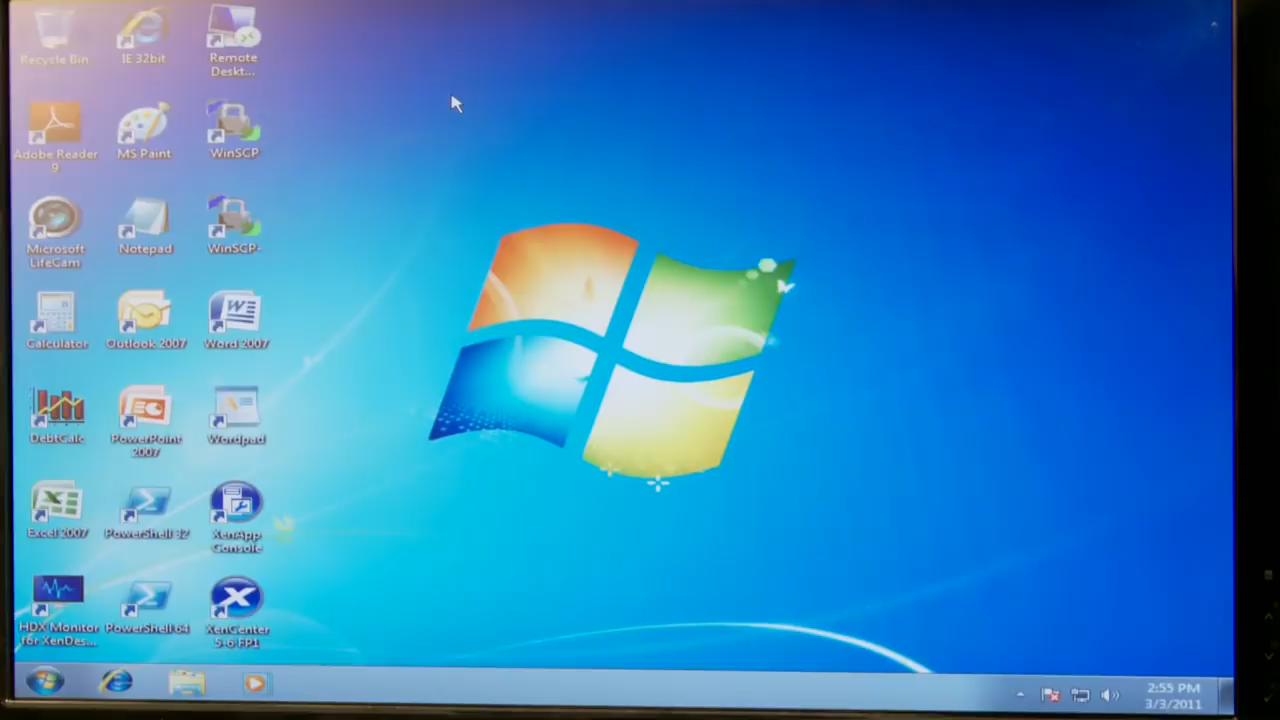 Recycle Bin
IE 32bit
Remote
Deskt...
Adobe Reader
9
MS Paint
WinSCP
Microsoft
LifeCam
Notepad
WinSCP-
Calculator
Outlook 2007
Word 2007
DebtCalc
PowerPoint
2007
Wordpad
Excel 2007
PowerShell 32
XenApp
Console
HDX Monitor
for XenDes...
PowerShell 64
XenCenter
5-6 FP1
2:55 PM
3/3/2011